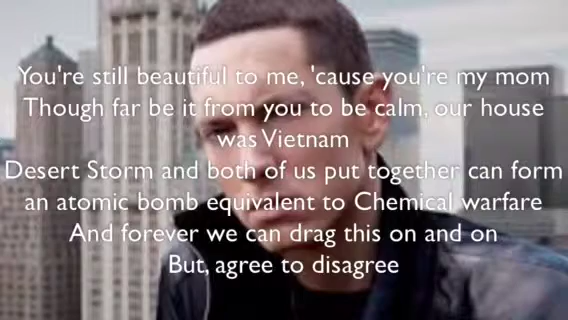 You're still beautiful to me, 'cause you're my mom
Though far be it from you to be calm, our house
was Vietnam
Desert Storm and both of us put together can form
an atomic bomb equivalent to Chemical warfare
And forever we can drag this on and on
But, agree to disagree